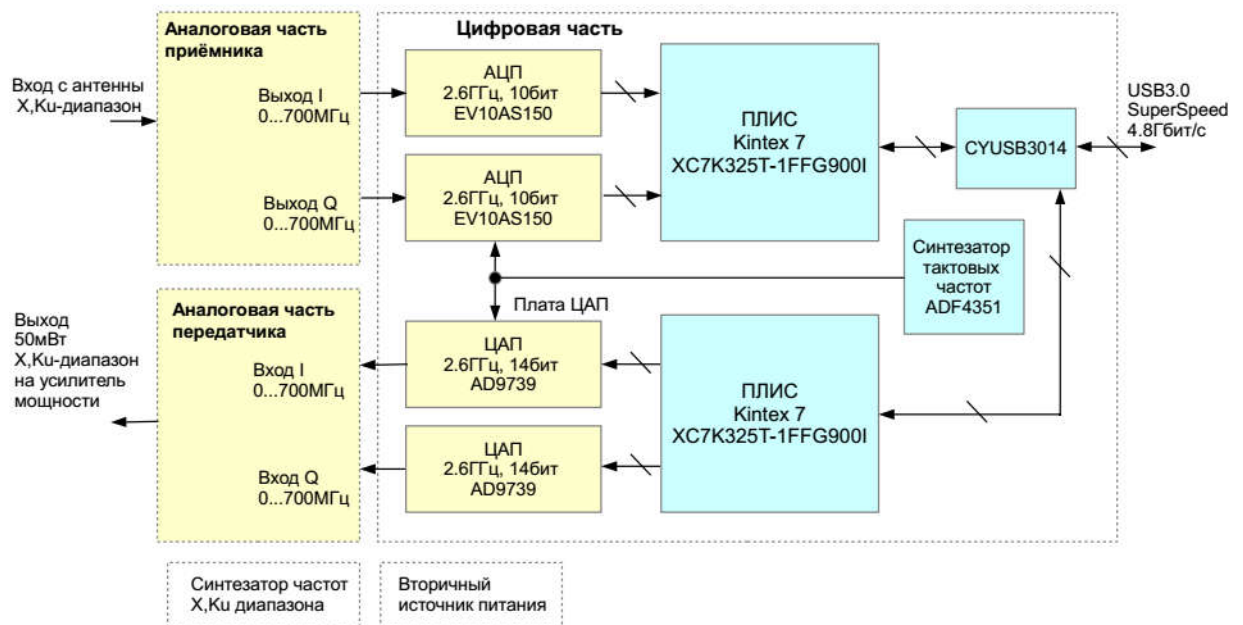 Аналоговая часть
приёмника
Вход с антенны
X,Ku-диапазон
Выход I
0...700МГц
Выход Q
0...700МГц
Цифровая часть
АЦП
2.6ГГц, 10бит
EV10AS150
АЦП
2.6ГГц, 10бит
EV10AS150
ПЛИС
Kintex 7
XC7K325T-1FFG900I
CYUSB3014
USB3.0
SuperSpeed
4.8Гбит/с
Синтезатор
тактовых
частот
ADF4351
Плата ЦАП
Аналоговая часть
передатчика
Выход
50мВт
X,Ku-диапазон
на усилитель
мощности
Вход I
0...700МГц
Вход Q
0...700МГц
ЦАП
2.6ГГц, 14бит
AD9739
ЦАП
2.6ГГц, 14бит
AD9739
ПЛИС
Kintex 7
XC7K325T-1FFG900I
Синтезатор частот
X,Ku диапазона
Вторичный
источник питания